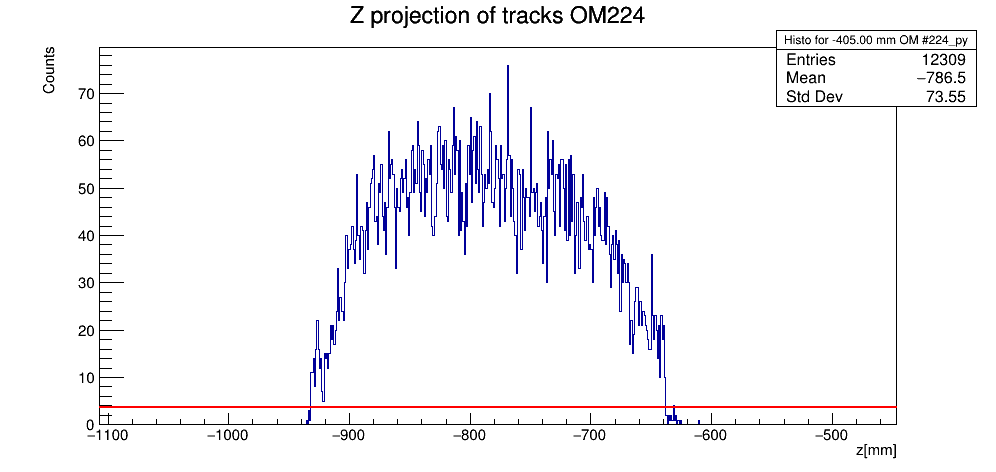 Z projection of tracks OM224
Histo for -405.00 mm OM #224_py
Entries 12309
Mean −786.5
Std Dev 73.55
Counts
70
60
50
40
30
20
10
0
−1100 −1000 −900 −800 −700 −600 −500
z[mm]